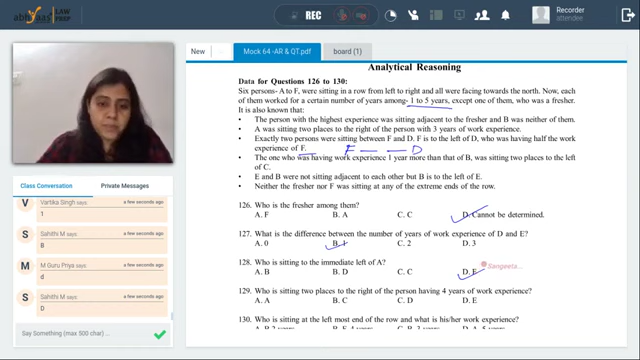 abhyaas LAW PREP
REC
Recorder
attendee
New
Mock 64 -AR & QT.pdf
board (1)
Analytical Reasoning
Data for Questions 126 to 130:
Six persons - A to F, were sitting in a row from left to right and all were facing towards the north. Now, each
of them worked for a certain number of years among- 1 to 5 years, except one of them, who was a fresher.
It is also known that:
• The person with the highest experience was sitting adjacent to the fresher and B was neither of them.
• A was sitting two places to the right of the person with 3 years of work experience.
• Exactly two persons were sitting between F and D. F is to the left of D, who was having half the work
experience of F. F — — D
• The one who was having work experience 1 year more than that of B, was sitting two places to the left
of C.
• E and B were not sitting adjacent to each other but B is to the left of E.
• Neither the fresher nor F was sitting at any of the extreme ends of the row.
126. Who is the fresher among them?
A. F B. A C. C D. Cannot be determined.
127. What is the difference between the number of years of work experience of D and E?
A. 0 B. 1 C. 2 D. 3
128. Who is sitting to the immediate left of A?
A. B B. D C. C D. E
Sangeeta...
129. Who is sitting two places to the right of the person having 4 years of work experience?
A. A B. C C. D D. E
130. Who is sitting at the left most end of the row and what is his/her work experience?
Class Conversation
Private Messages
V
Vartika Singh says:
a few seconds ago
1
S
Sahithi M says:
a few seconds ago
B
M
M Guru Priya says:
a few seconds ago
d
S
Sahithi M says:
a few seconds ago
D
Say Something (max 500 char)